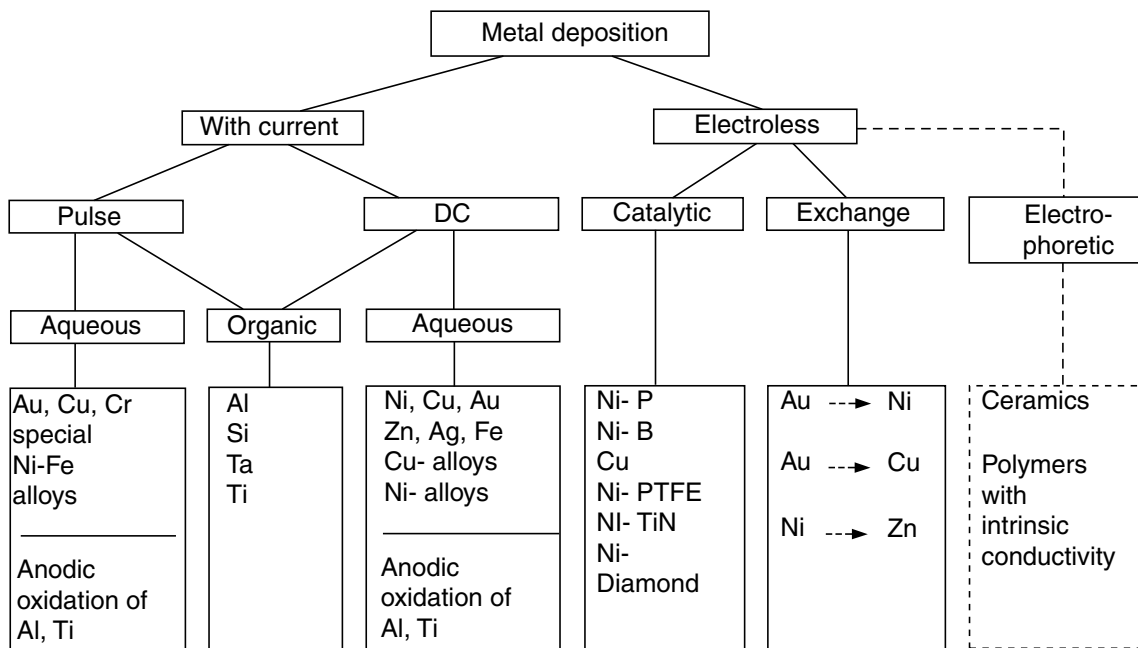 Metal deposition
With current
Electroless
Pulse
DC
Catalytic
Exchange
Electro-
phoretic
Aqueous
Organic
Aqueous
Au, Cu, Cr
special
Ni-Fe
alloys
Anodic
oxidation of
Al, Ti
Al
Si
Ta
Ti
Ni, Cu, Au
Zn, Ag, Fe
Cu- alloys
Ni- alloys
Anodic
oxidation of
Al, Ti
Ni- P
Ni- B
Cu
Ni- PTFE
NI- TiN
Ni-
Diamond
Au Ni
Au Cu
Ni Zn
Ceramics
Polymers
with
intrinsic
conductivity